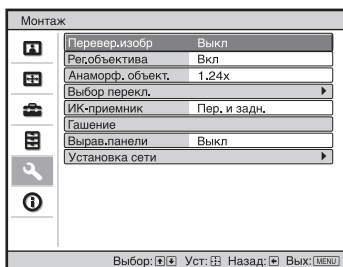 Монтаж
Перевер.изобр Выкл
Рег.объектива Вкл
Анаморф. объект. 1.24x
Выбор перекл.
ИК-приемник Пер. и задн.
Гашение
Вырав.панели Выкл
Установка сети
Выбор: Уст: Назад: Вых: MENU